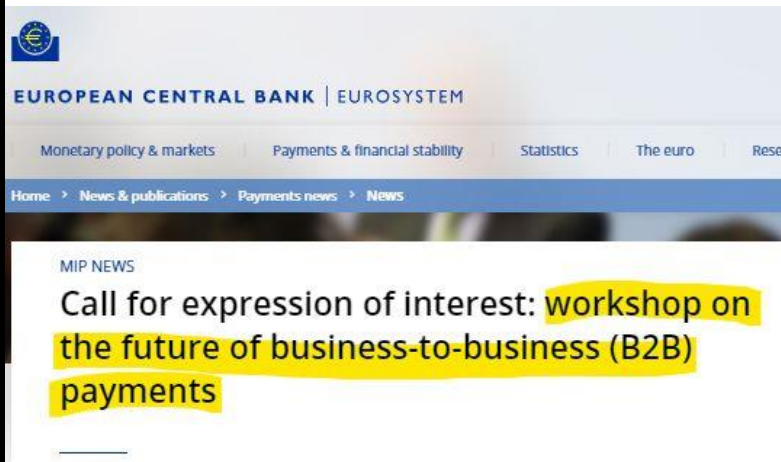 EUROPEAN CENTRAL BANK | EUROSYSTEM
Monetary policy & markets Payments & financial stability Statistics The euro Rese
Home > News & publications > Payments news > News
MIP NEWS
Call for expression of interest: workshop on
the future of business-to-business (B2B)
payments